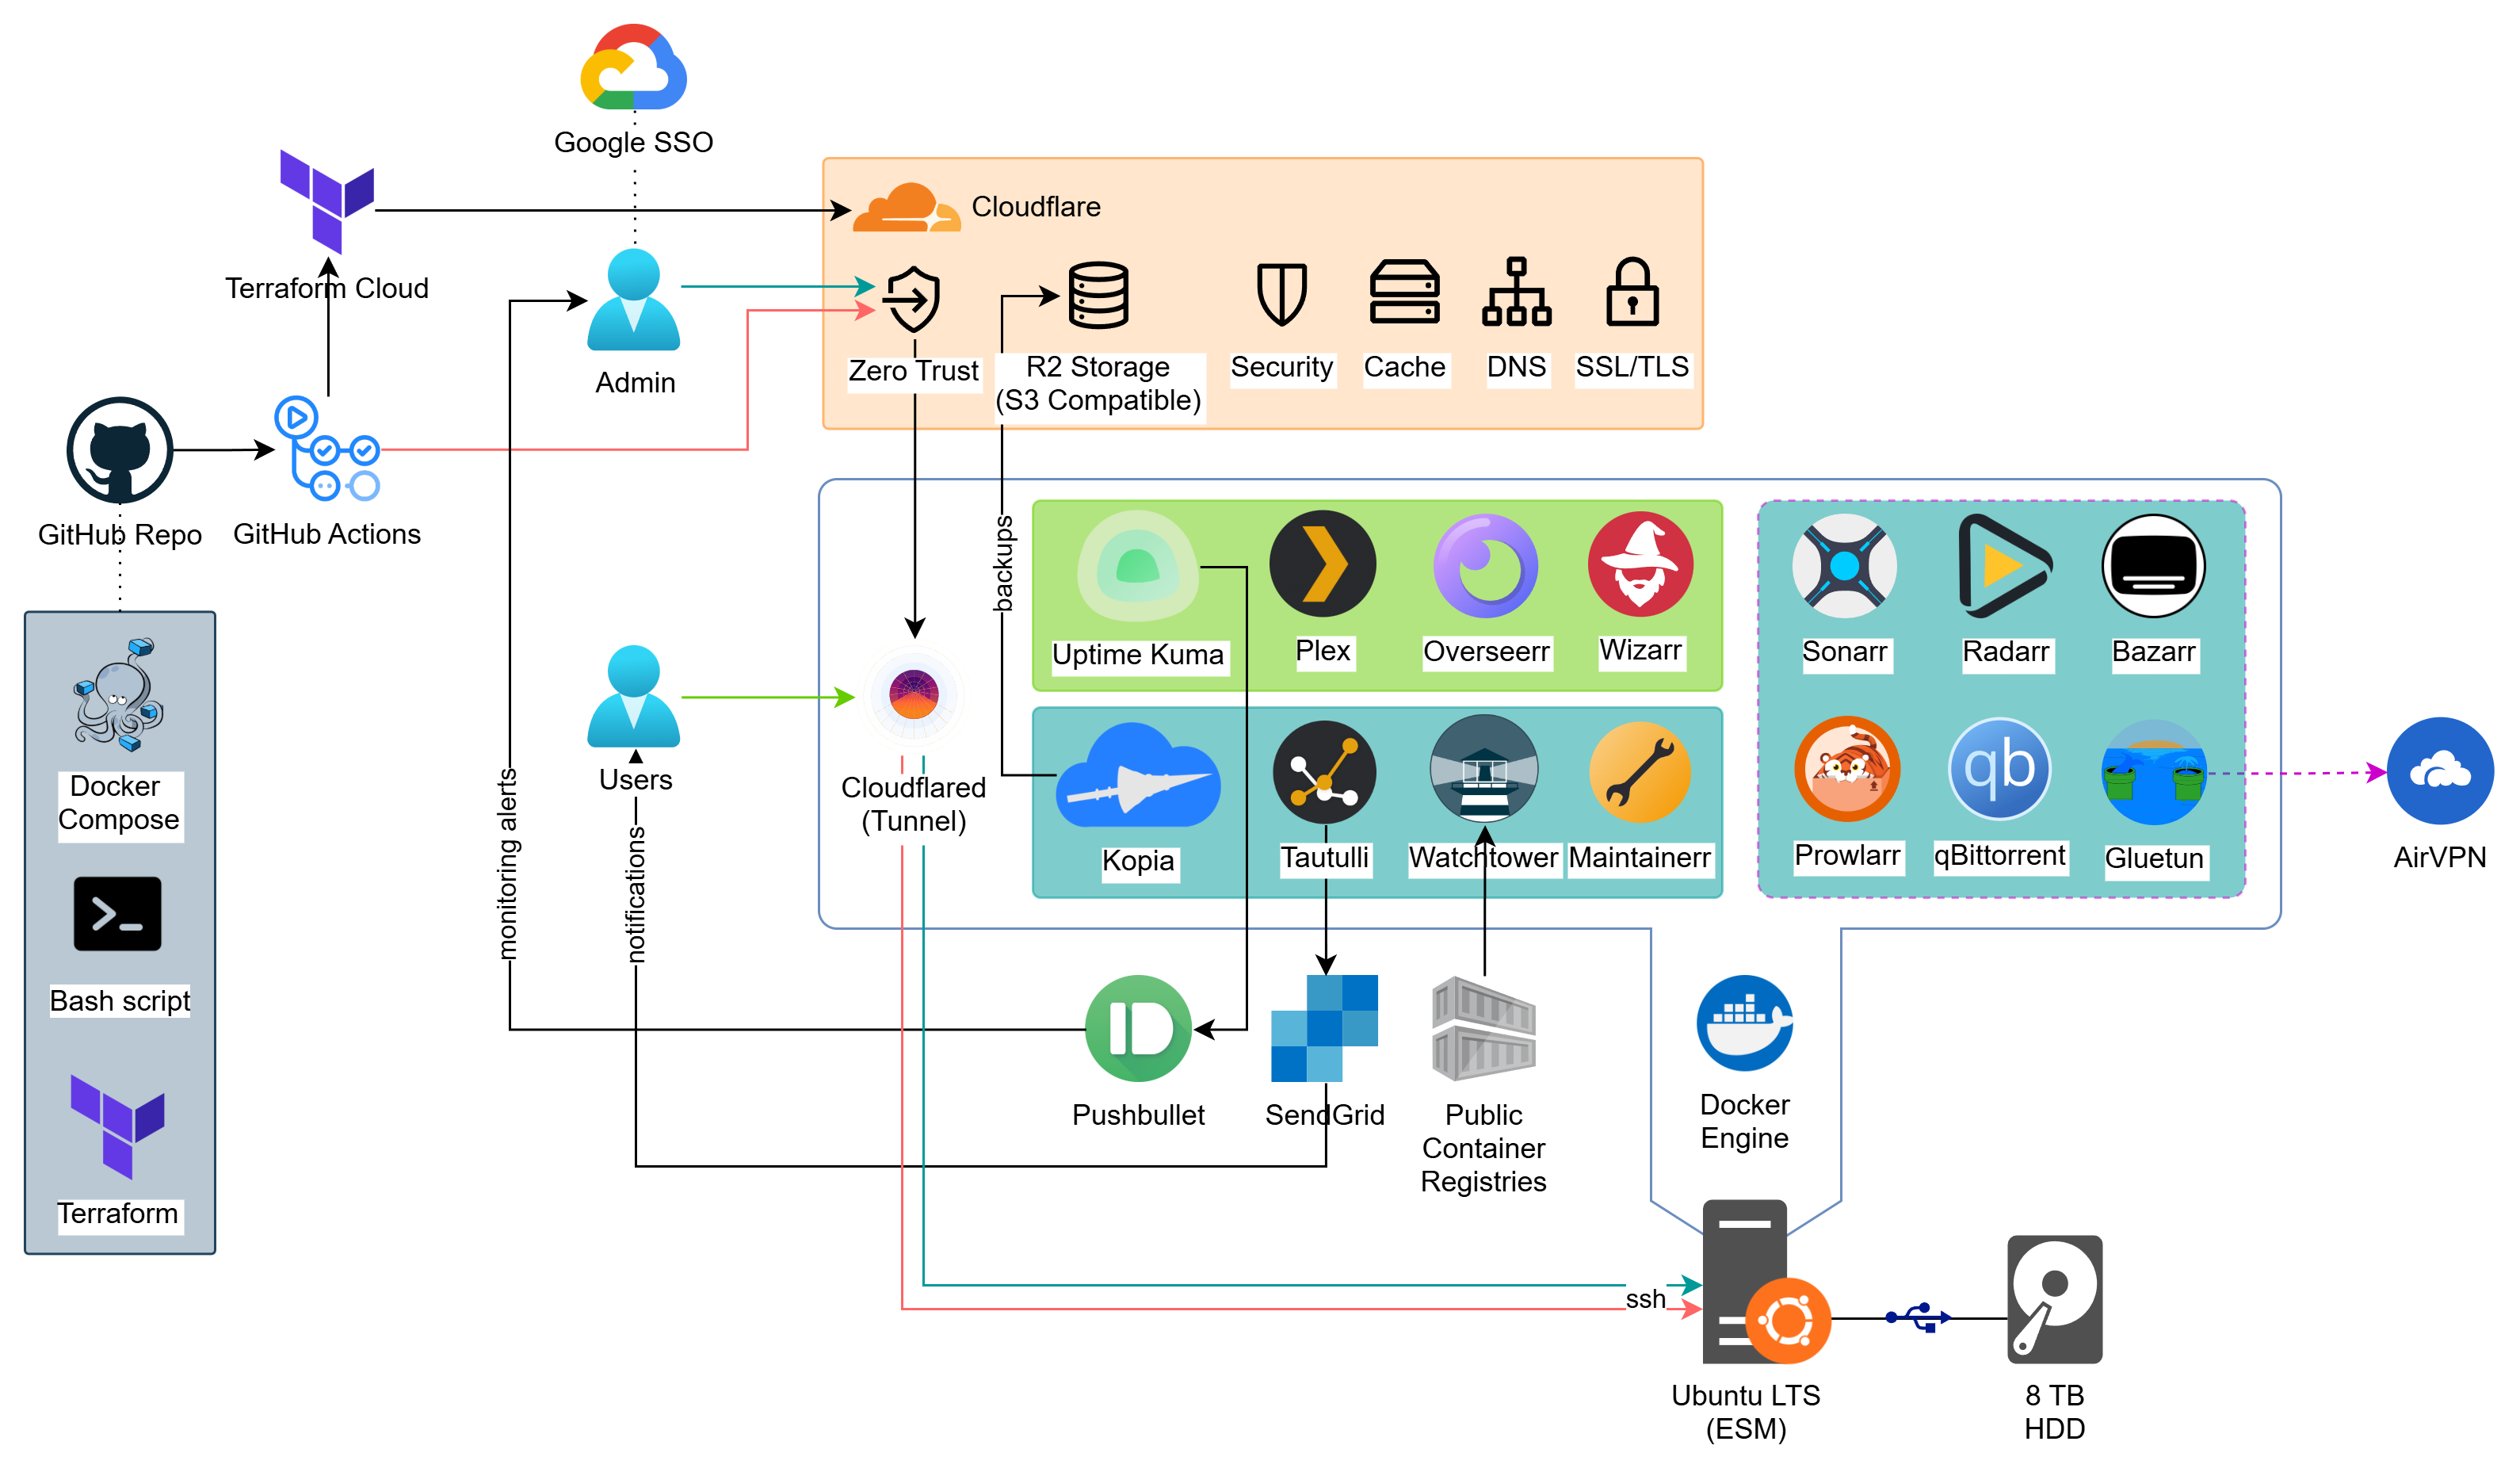 Google SSO
Terraform Cloud
Cloudflare
Admin
Zero Trust
R2 Storage
(S3 Compatible)
Security
Cache
DNS
SSL/TLS
GitHub Repo
GitHub Actions
backups
Uptime Kuma
Plex
Overseerr
Wizarr
Sonarr
Radarr
Bazarr
Docker
Compose
Users
Cloudflared
(Tunnel)
monitoring alerts
notifications
Kopia
Tautulli
Watchtower
Maintainerr
Prowlarr
qb
qBittorrent
Gluetun
AirVPN
Bash script
Pushbullet
SendGrid
Public
Container
Registries
Docker
Engine
Terraform
ssh
Ubuntu LTS
(ESM)
8 TB
HDD